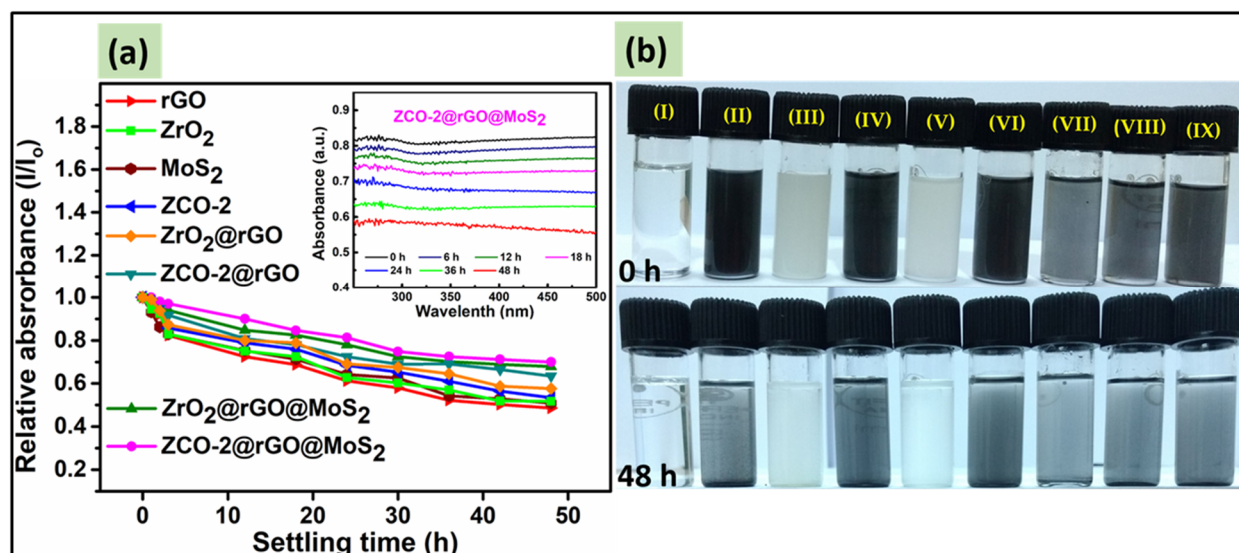 (a)
Relative absrorbance (I/Iₒ)
1.8
1.6
1.4
1.2
1.0
0.8
0.6
0.4
0.2
rGO
ZrO₂
MoS₂
ZCO-2
ZrO₂@rGO
ZCO-2@rGO
ZrO₂@rGO@MoS₂
ZCO-2@rGO@MoS₂
0 10 20 30 40 50
Settling time (h)
ZCO-2@rGO@MoS₂
Absorbance (a.u.)
0.9
0.8
0.7
0.6
0.5
0.4
0 h 6 h 12 h 18 h
24 h 36 h 48 h
300 350 400 450 500
Wavelenth (nm)
(b)
(I) (II) (III) (IV) (V) (VI) (VII) (VIII) (IX)
0 h
48 h